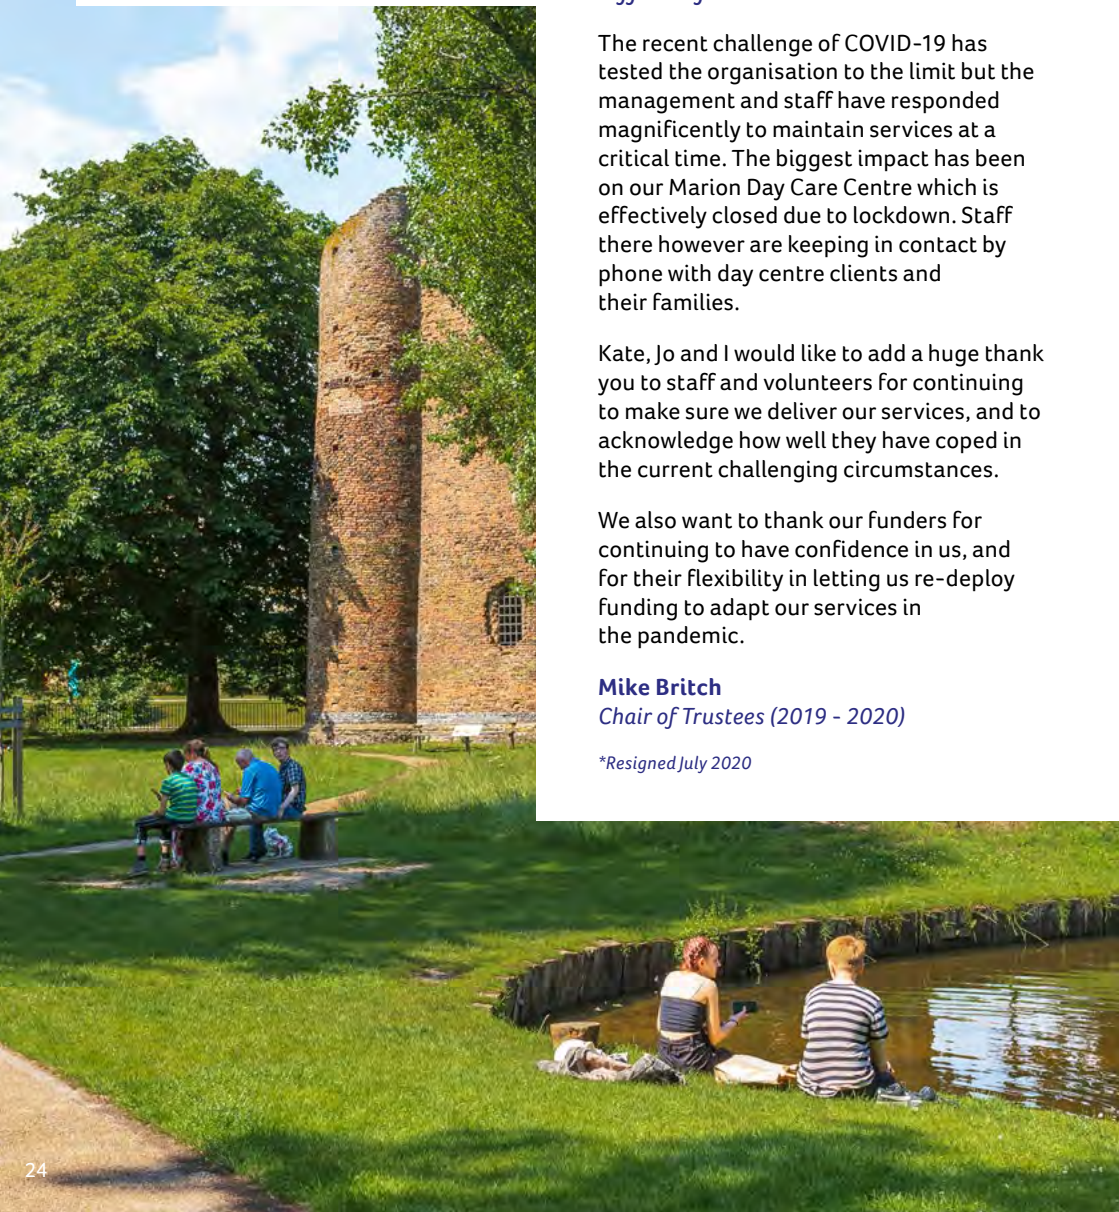 The recent challenge of COVID-19 has
tested the organisation to the limit but the
management and staff have responded
magnificently to maintain services at a
critical time. The biggest impact has been
on our Marion Day Care Centre which is
effectively closed due to lockdown. Staff
there however are keeping in contact by
phone with day centre clients and
their families.
Kate, Jo and I would like to add a huge thank
you to staff and volunteers for continuing
to make sure we deliver our services, and to
acknowledge how well they have coped in
the current challenging circumstances.
We also want to thank our funders for
continuing to have confidence in us, and
for their flexibility in letting us re-deploy
funding to adapt our services in
the pandemic.
Mike Britch
Chair of Trustees (2019 - 2020)
*Resigned July 2020
24